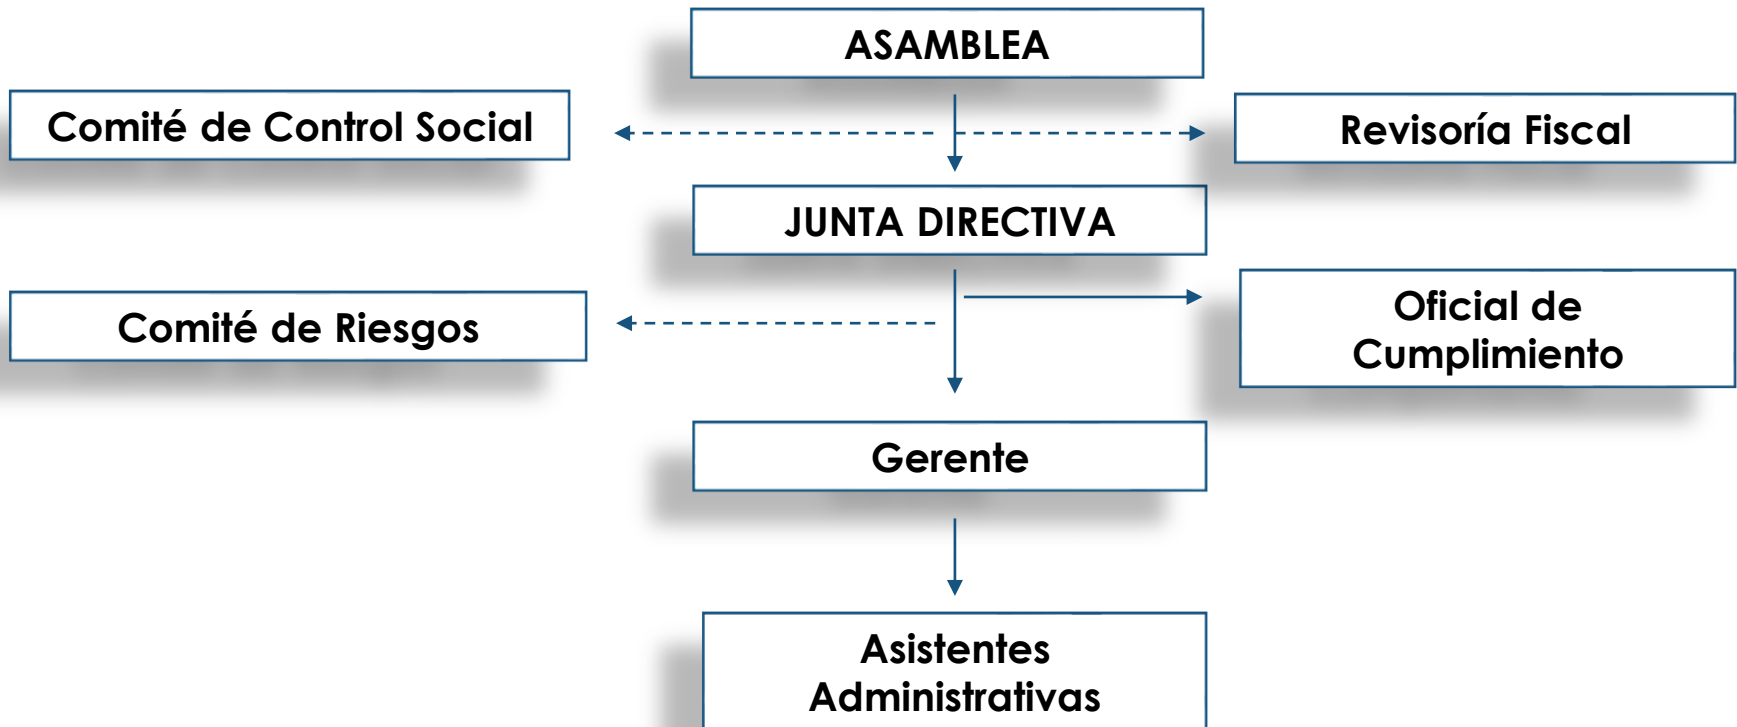 ASAMBLEA
Comité de Control Social
Revisoría Fiscal
JUNTA DIRECTIVA
Comité de Riesgos
Oficial de
Cumplimiento
Gerente
Asistentes
Administrativas